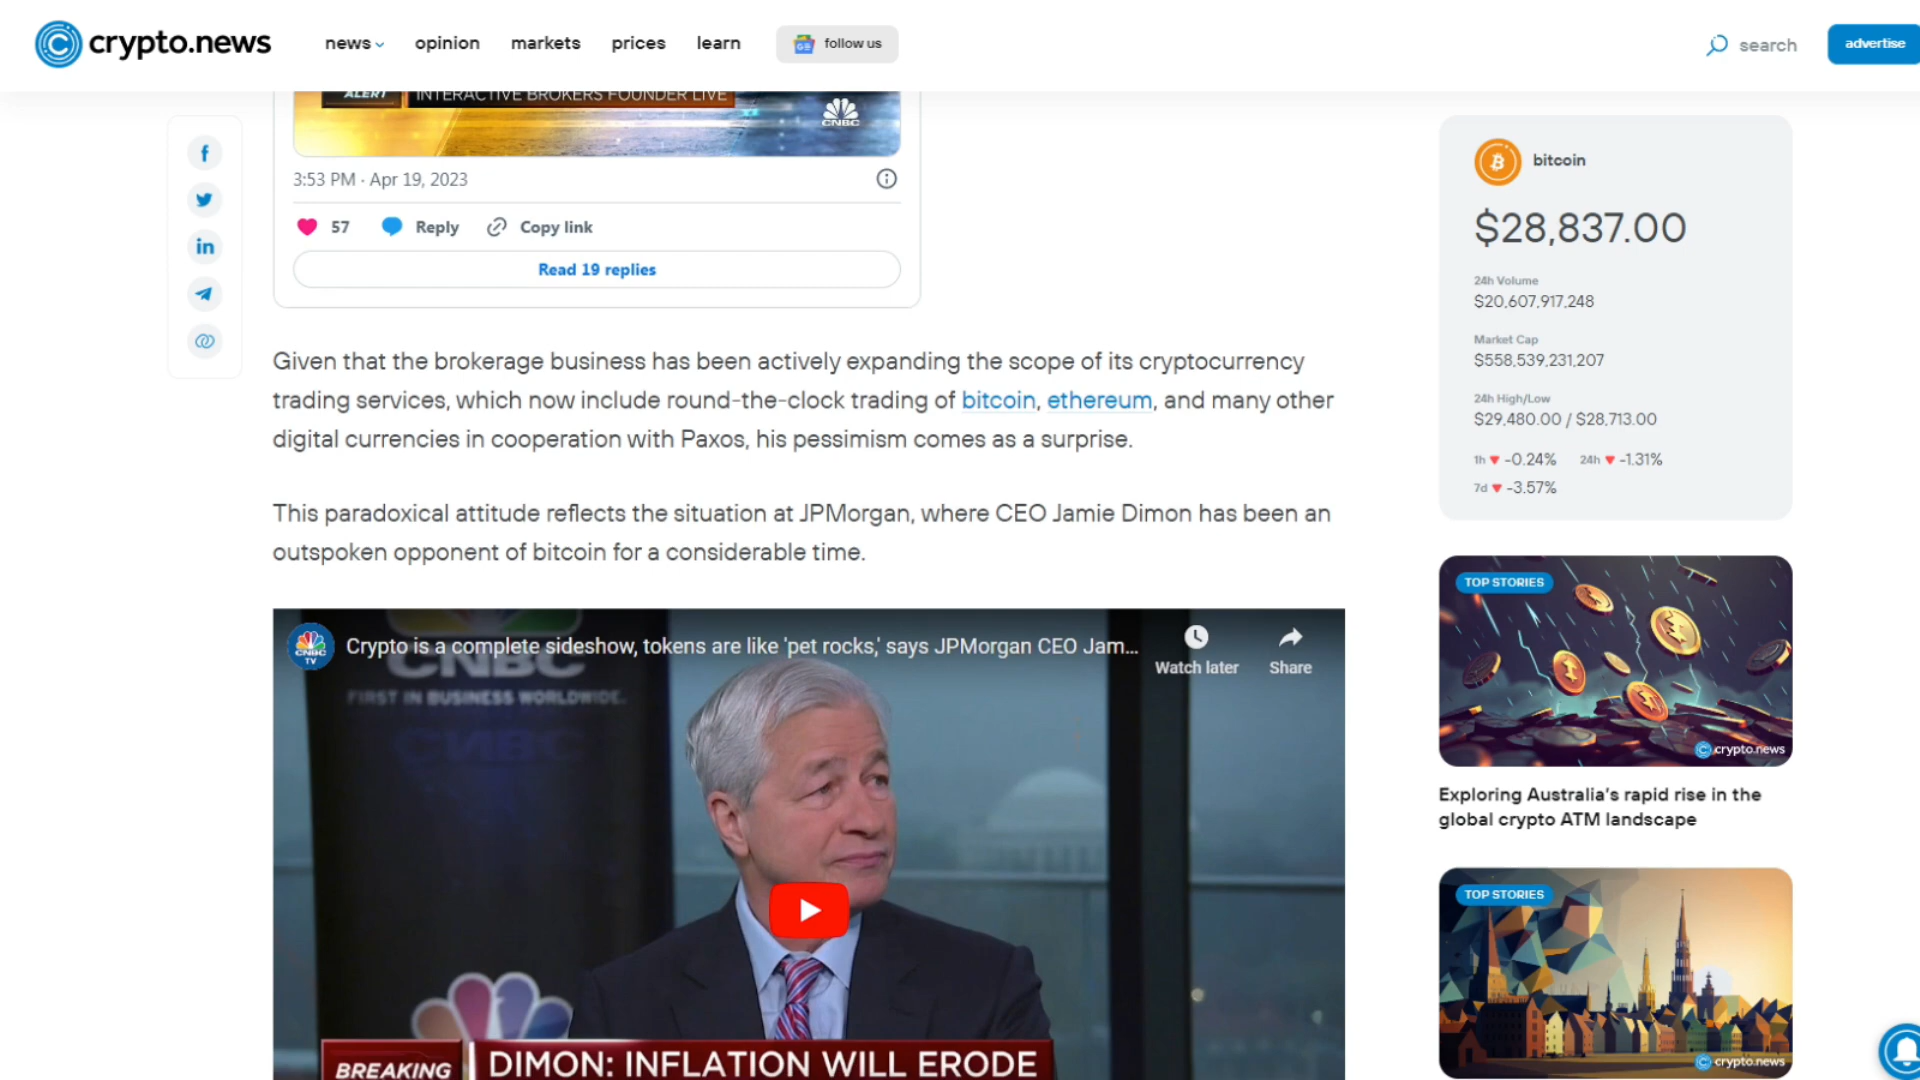 crypto.news
news
opinion
markets
prices
learn
follow us
search
advertise
ALERT
INTERACTIVE BROKERS FOUNDER LIVE
CNBC
3:53 PM · Apr 19, 2023
57
Reply
Copy link
Read 19 replies
Given that the brokerage business has been actively expanding the scope of its cryptocurrency
trading services, which now include round-the-clock trading of bitcoin, ethereum, and many other
digital currencies in cooperation with Paxos, his pessimism comes as a surprise.
This paradoxical attitude reflects the situation at JPMorgan, where CEO Jamie Dimon has been an
outspoken opponent of bitcoin for a considerable time.
CNBC
TV
Crypto is a complete sideshow, tokens are like 'pet rocks,' says JPMorgan CEO Jam...
Watch later
Share
CNBC
FIRST IN BUSINESS WORLDWIDE.
CNBC
BREAKING
DIMON: INFLATION WILL ERODE
bitcoin
$28,837.00
24h Volume
$20,607,917,248
Market Cap
$558,539,231,207
24h High/Low
$29,480.00 / $28,713.00
1h -0.24% 24h -1.31%
7d -3.57%
TOP STORIES
crypto.news
Exploring Australia's rapid rise in the
global crypto ATM landscape
TOP STORIES
crypto.news